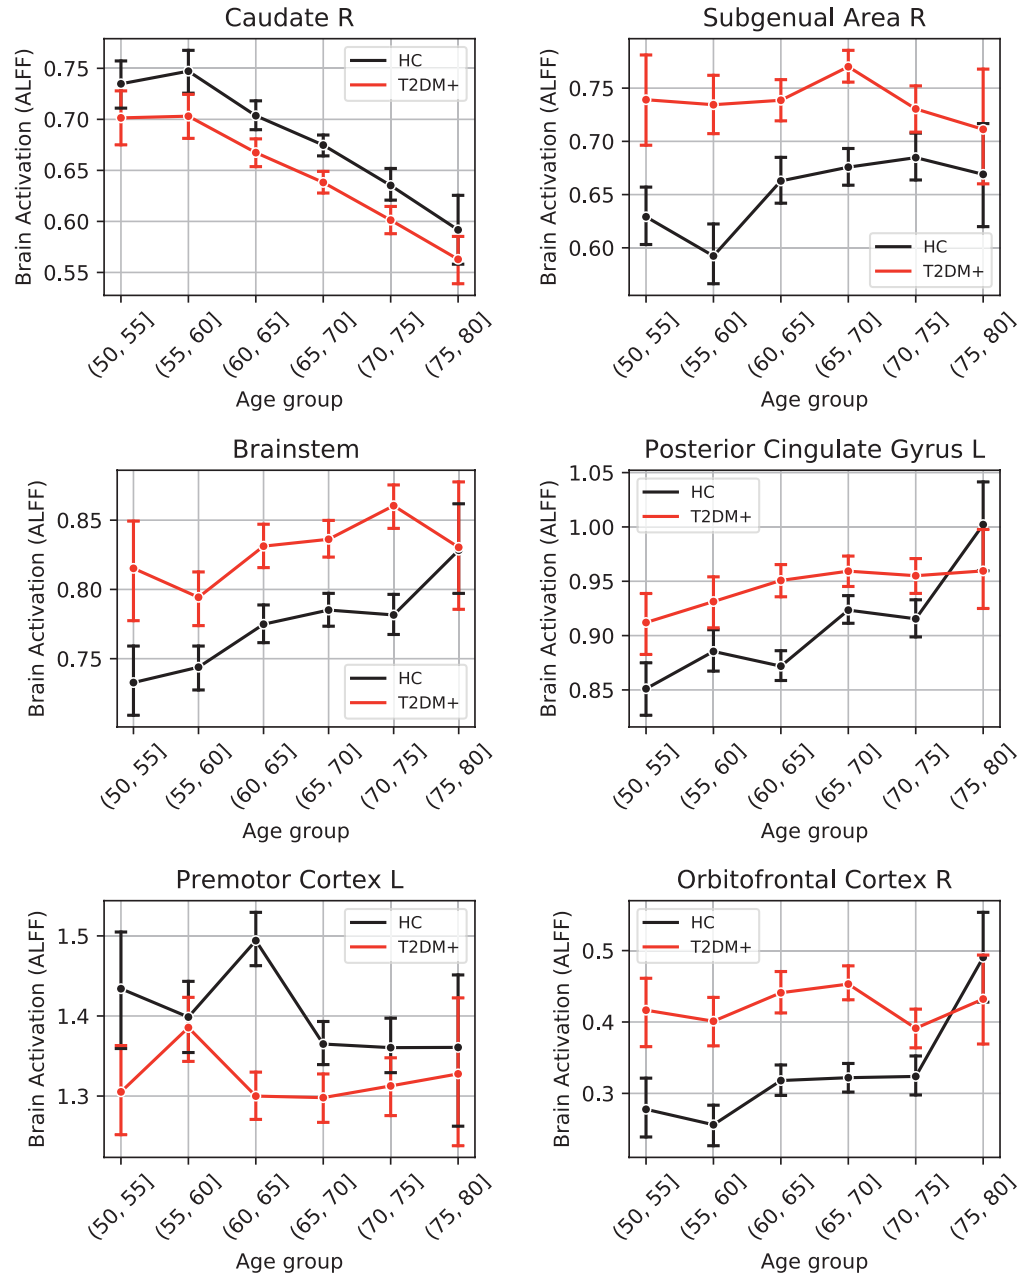 Caudate R
Brain Activation (ALFF)
0.75
0.70
0.65
0.60
0.55
HC
T2DM+
(50, 55]
(55, 60]
(60, 65]
(65, 70]
(70, 75]
(75, 80]
Age group
Subgenual Area R
Brain Activation (ALFF)
0.75
0.70
0.65
0.60
HC
T2DM+
(50, 55]
(55, 60]
(60, 65]
(65, 70]
(70, 75]
(75, 80]
Age group
Brainstem
Brain Activation (ALFF)
0.85
0.80
0.75
HC
T2DM+
(50, 55]
(55, 60]
(60, 65]
(65, 70]
(70, 75]
(75, 80]
Age group
Posterior Cingulate Gyrus L
Brain Activation (ALFF)
1.05
1.00
0.95
0.90
0.85
HC
T2DM+
(50, 55]
(55, 60]
(60, 65]
(65, 70]
(70, 75]
(75, 80]
Age group
Premotor Cortex L
Brain Activation (ALFF)
1.5
1.4
1.3
HC
T2DM+
(50, 55]
(55, 60]
(60, 65]
(65, 70]
(70, 75]
(75, 80]
Age group
Orbitofrontal Cortex R
Brain Activation (ALFF)
0.5
0.4
0.3
HC
T2DM+
(50, 55]
(55, 60]
(60, 65]
(65, 70]
(70, 75]
(75, 80]
Age group